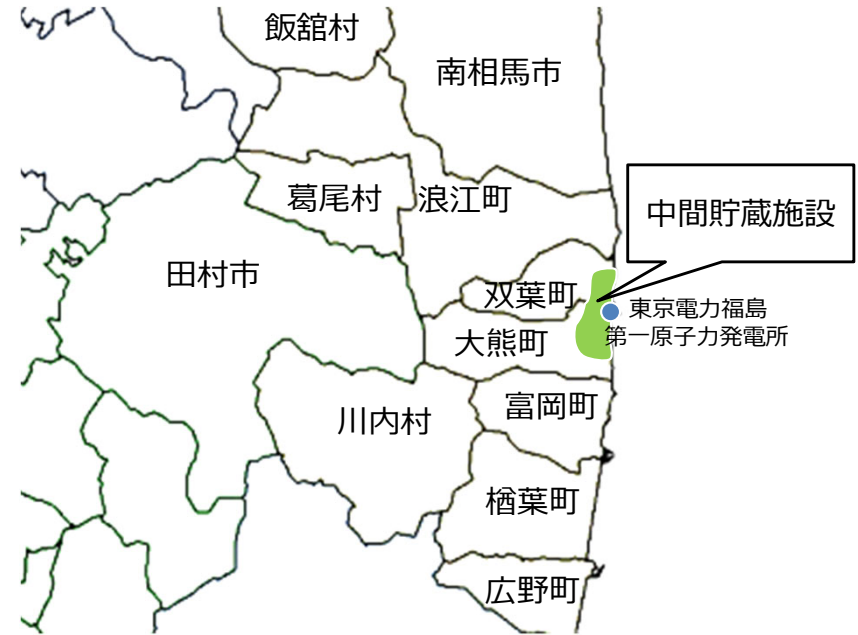 飯舘村
南相馬市
葛尾村
浪江町
中間貯蔵施設
田村市
双葉町
東京電力福島
第一原子力発電所
大熊町
富岡町
川内村
楢葉町
広野町